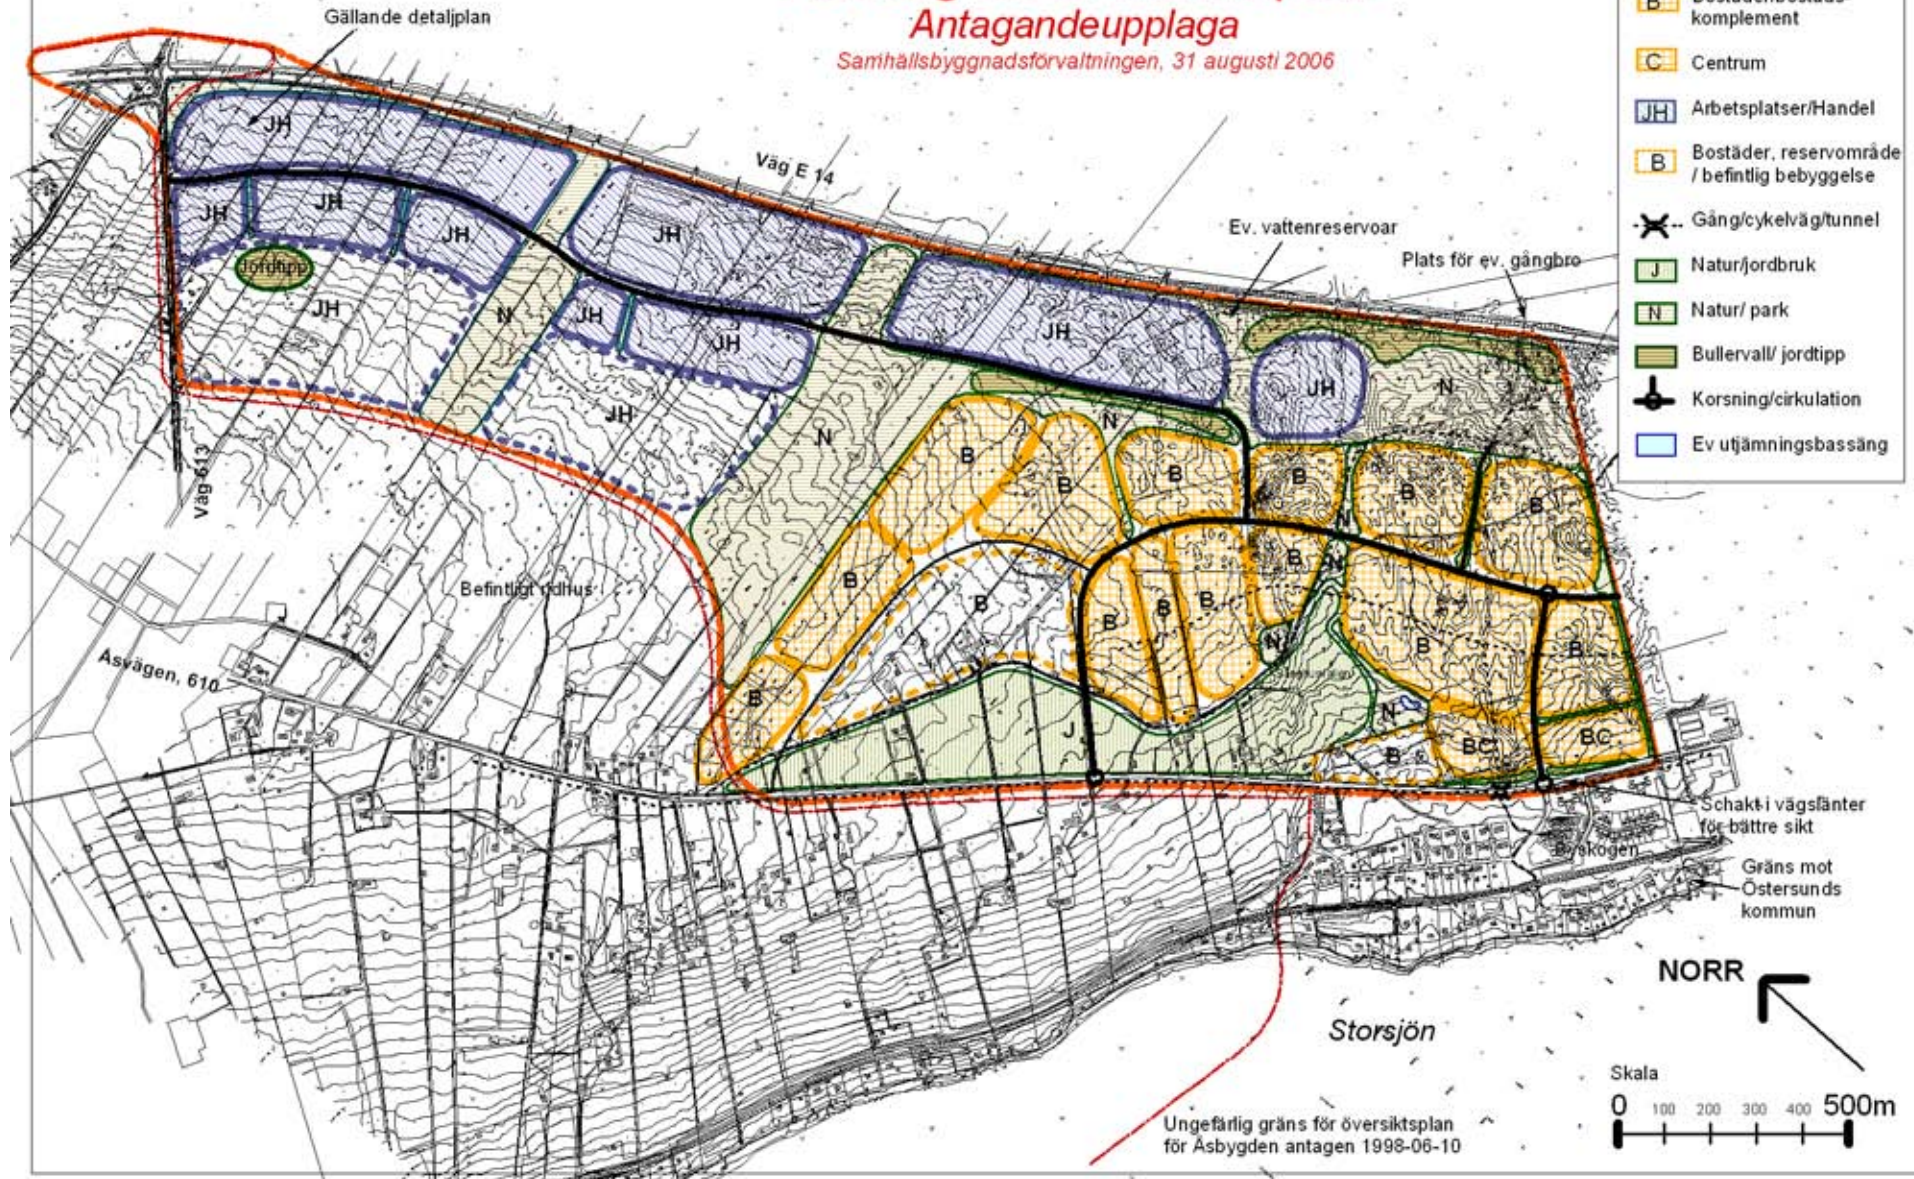 Gällande detaljplan
Antagandeupplaga
Samhällsbyggnadsförvaltningen, 31 augusti 2006
B
komplement
C Centrum
JH Arbetsplatser/Handel
B Bostäder, reservområde
/ befintlig bebyggelse
Gång/cykelväg/tunnel
J Natur/jordbruk
N Natur/ park
Bullervall/ jordtipp
Korsning/cirkulation
Ev utjämningsbassäng
Väg E 14
Ev. vattenreservoar
Plats för ev. gångbro
JH
JH
JH
JH
JH
Jordtipp
JH
N
JH
JH
JH
JH
JH
N
N
N
Väg 613
B
B
B
B
B
B
N
B
N
B
B
B
B
B
B
N
B
B
Befintligt ridhus
Åsvägen, 610
B
J
N
B
BC
BC
Schakt i vägslänter
för bättre sikt
Byskogen
Gräns mot
Östersunds
kommun
NORR
Storsjön
Skala
0 100 200 300 400 500m
Ungefärlig gräns för översiktsplan
för Åsbygden antagen 1998-06-10